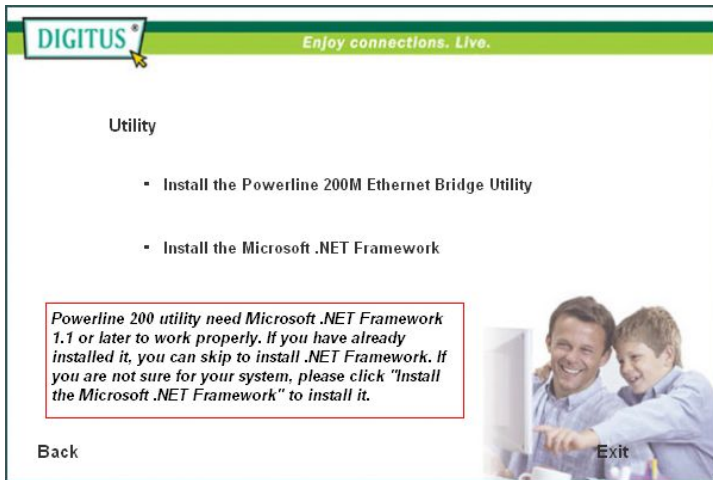 DIGITUS®
Enjoy connections. Live.
Utility
▪ Install the Powerline 200M Ethernet Bridge Utility
▪ Install the Microsoft .NET Framework
Powerline 200 utility need Microsoft .NET Framework
1.1 or later to work properly. If you have already
installed it, you can skip to install .NET Framework. If
you are not sure for your system, please click "Install
the Microsoft .NET Framework" to install it.
Back
Exit